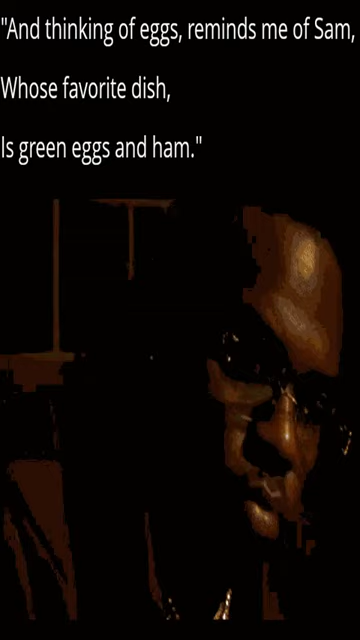 "And thinking of eggs, reminds me of Sam,
Whose favorite dish,
Is green eggs and ham."